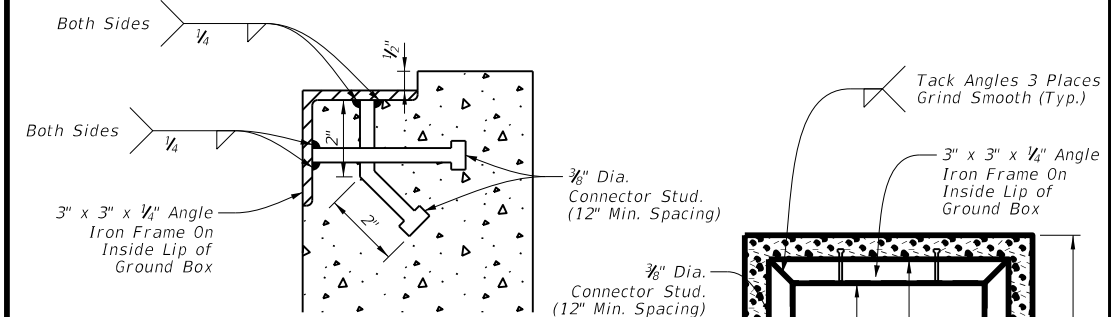 Both Sides
1/4
1/2"
Both Sides
1/4
2"
2"
3" x 3" x 1/4" Angle
Iron Frame On
Inside Lip of
Ground Box
3/8" Dia.
Connector Stud.
(12" Min. Spacing)
Tack Angles 3 Places
Grind Smooth (Typ.)
3" x 3" x 1/4" Angle
Iron Frame On
Inside Lip of
Ground Box
3/8" Dia.
Connector Stud.
(12" Min. Spacing)